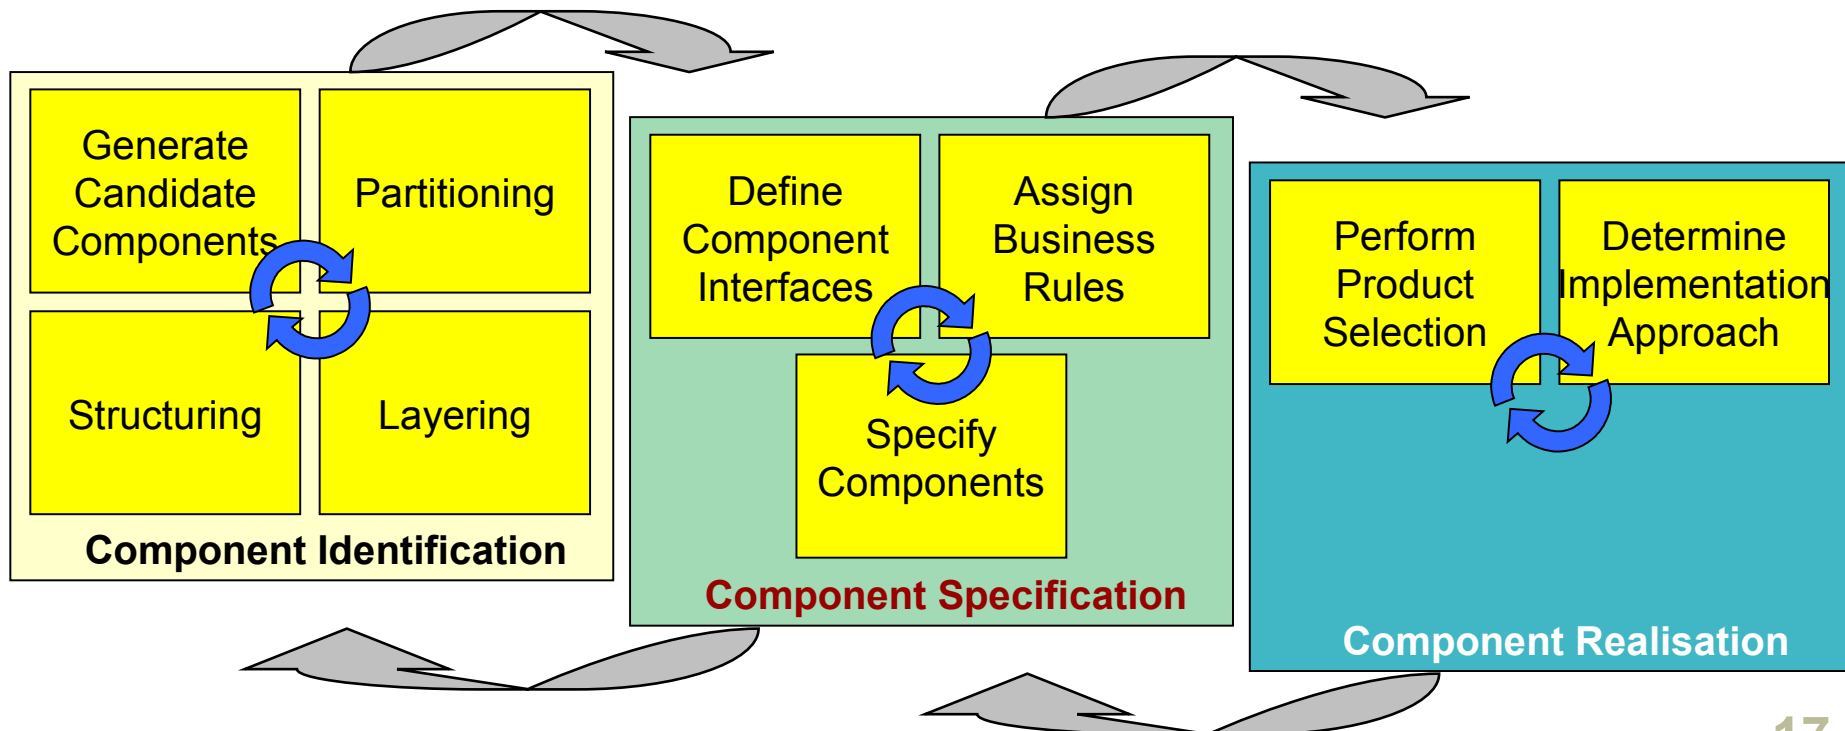 Generate
Candidate
Components
Partitioning
Structuring
Layering
Component Identification
Define
Component
Interfaces
Assign
Business
Rules
Specify
Components
Component Specification
Perform
Product
Selection
Determine
Implementation
Approach
Component Realisation
17